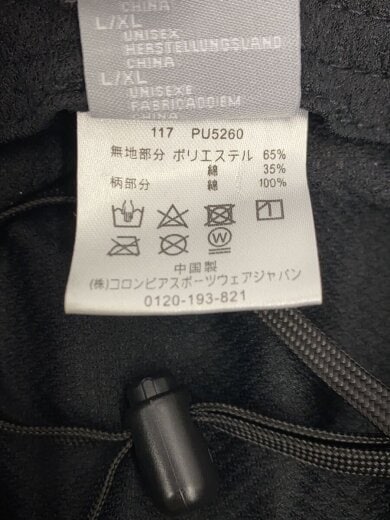 L/XL
UNISEX
HERSTELLUNGSLAND
CHINA
L/XL
UNISEXE
FABRICADOEM
CHINA
117 PU5260
無地部分 ポリエステル 65%
綿 35%
柄部分 綿 100%
中国製
(株)コロンビアスポーツウェアジャパン
0120-193-821